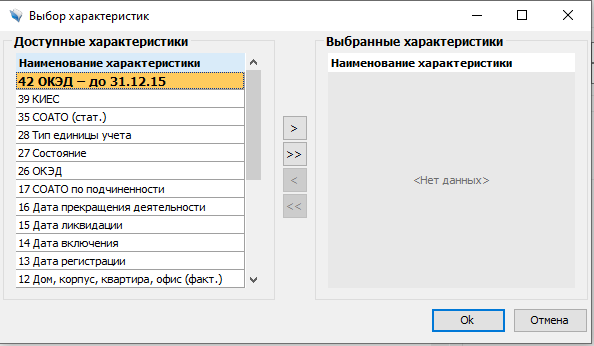 Выбор характеристик
Доступные характеристики
Наименование характеристики
42 ОКЭД – до 31.12.15
39 КИЕС
35 СОАТО (стат.)
28 Тип единицы учета
27 Состояние
26 ОКЭД
17 СОАТО по подчиненности
16 Дата прекращения деятельности
15 Дата ликвидации
14 Дата включения
13 Дата регистрации
12 Дом, корпус, квартира, офис (факт.)
>
>>
<
<<
Выбранные характеристики
Наименование характеристики
<Нет данных>
Ok
Отмена